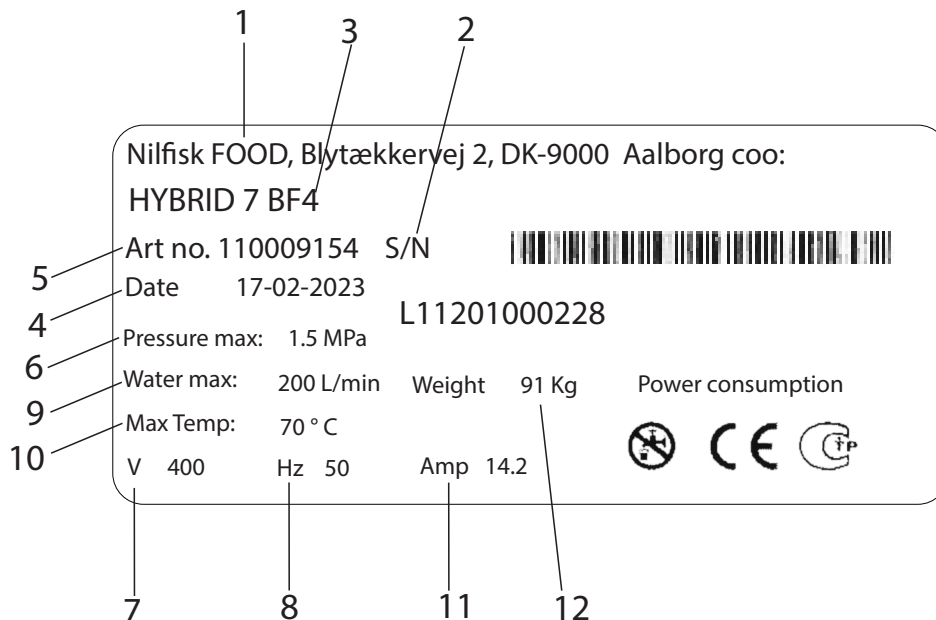 1 3 2
Nilfisk FOOD, Blytækkervej 2, DK-9000 Aalborg coo:
HYBRID 7 BF4
5 Art no. 110009154 S/N
4 Date 17-02-2023
L11201000228
6 Pressure max: 1.5 MPa
9 Water max: 200 L/min Weight 91 Kg Power consumption
10 Max Temp: 70 ° C
V 400 Hz 50 Amp 14.2
CE CTP
7 8 11 12